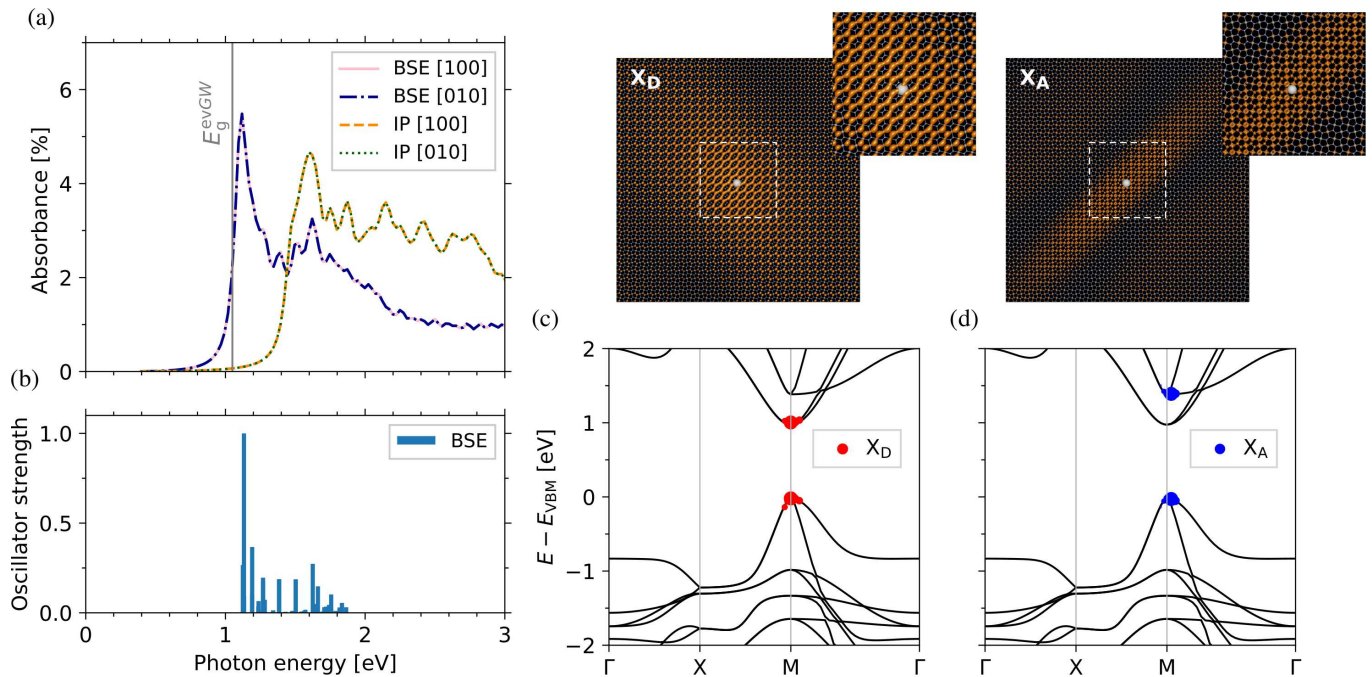 (a)
Absorbance [%]
6
4
2
0
E_g^evGW
BSE [100]
BSE [010]
IP [100]
IP [010]
(b)
Oscillator strength
1.0
0.5
0.0
BSE
0
1
2
3
Photon energy [eV]
X_D
X_A
(c)
(d)
E − E_VBM [eV]
2
1
0
−1
−2
X_D
Γ
X
M
Γ
X_A
Γ
X
M
Γ